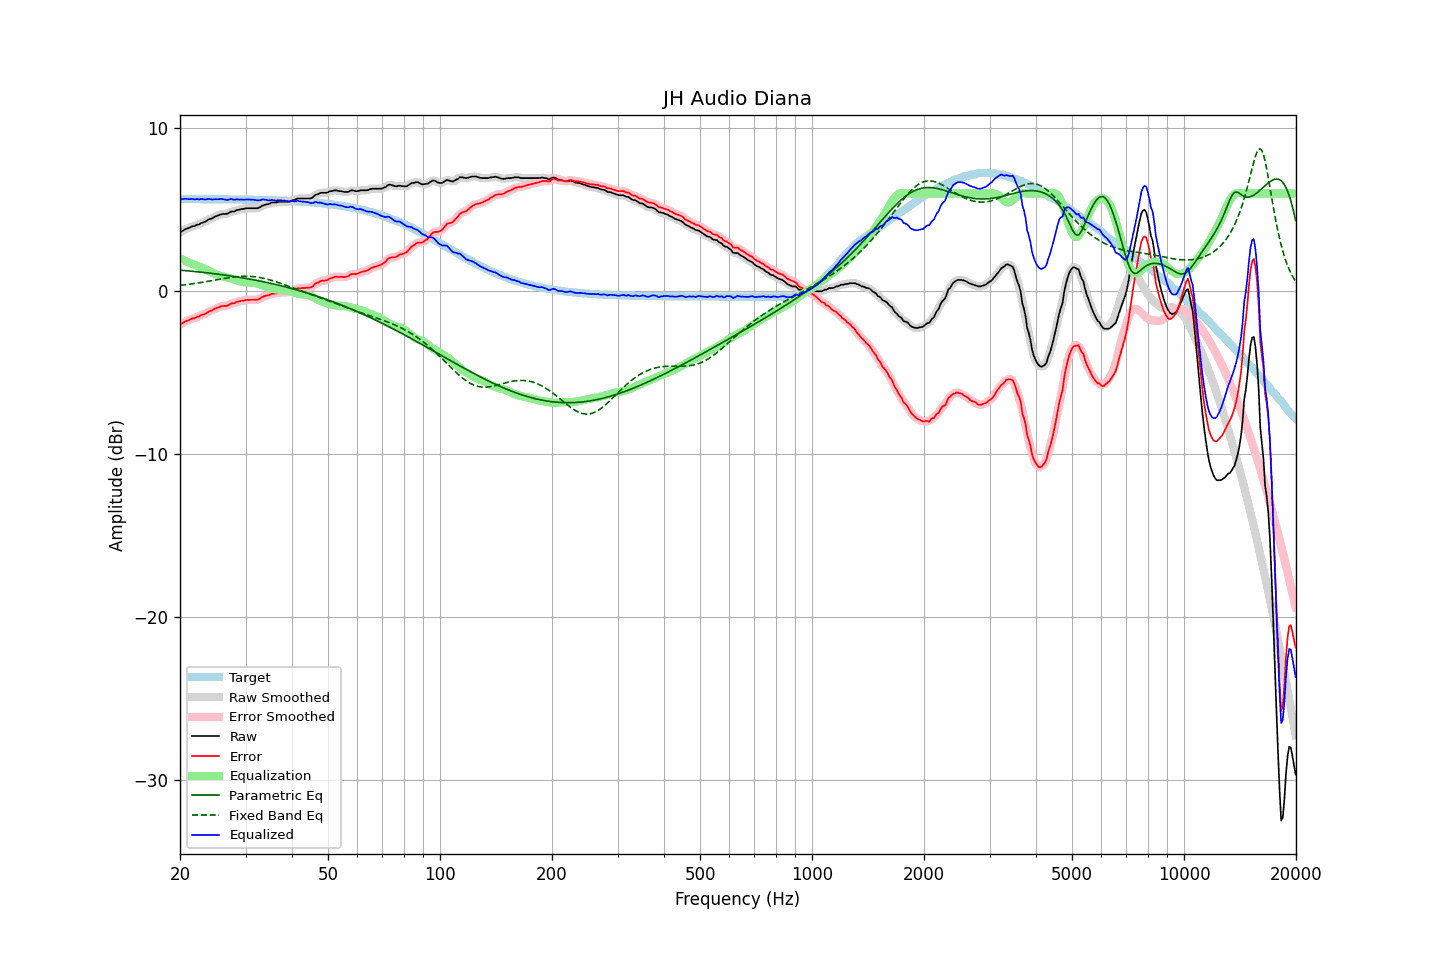 JH Audio Diana
10
0
−10
−20
−30
Amplitude (dBr)
Target
Raw Smoothed
Error Smoothed
Raw
Error
Equalization
Parametric Eq
Fixed Band Eq
Equalized
20 50 100 200 500 1000 2000 5000 10000 20000
Frequency (Hz)